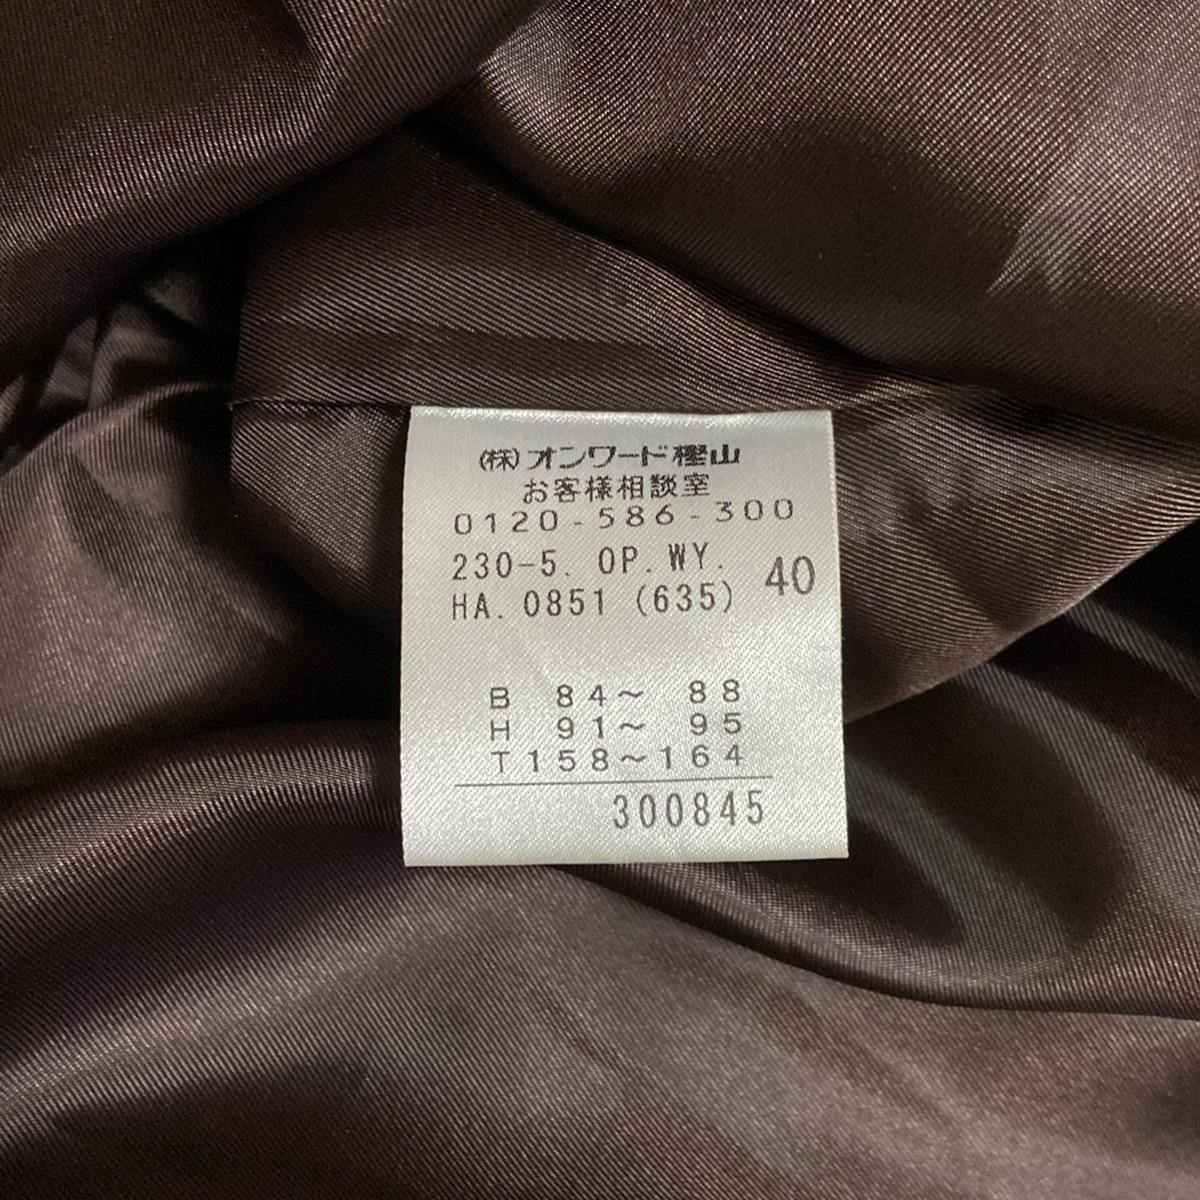 (株)オンワード樫山
お客様相談室
0120-586-300
230-5. OP.WY.
HA. 0851 (635) 40
B 84~ 88
H 91~ 95
T158~164
300845